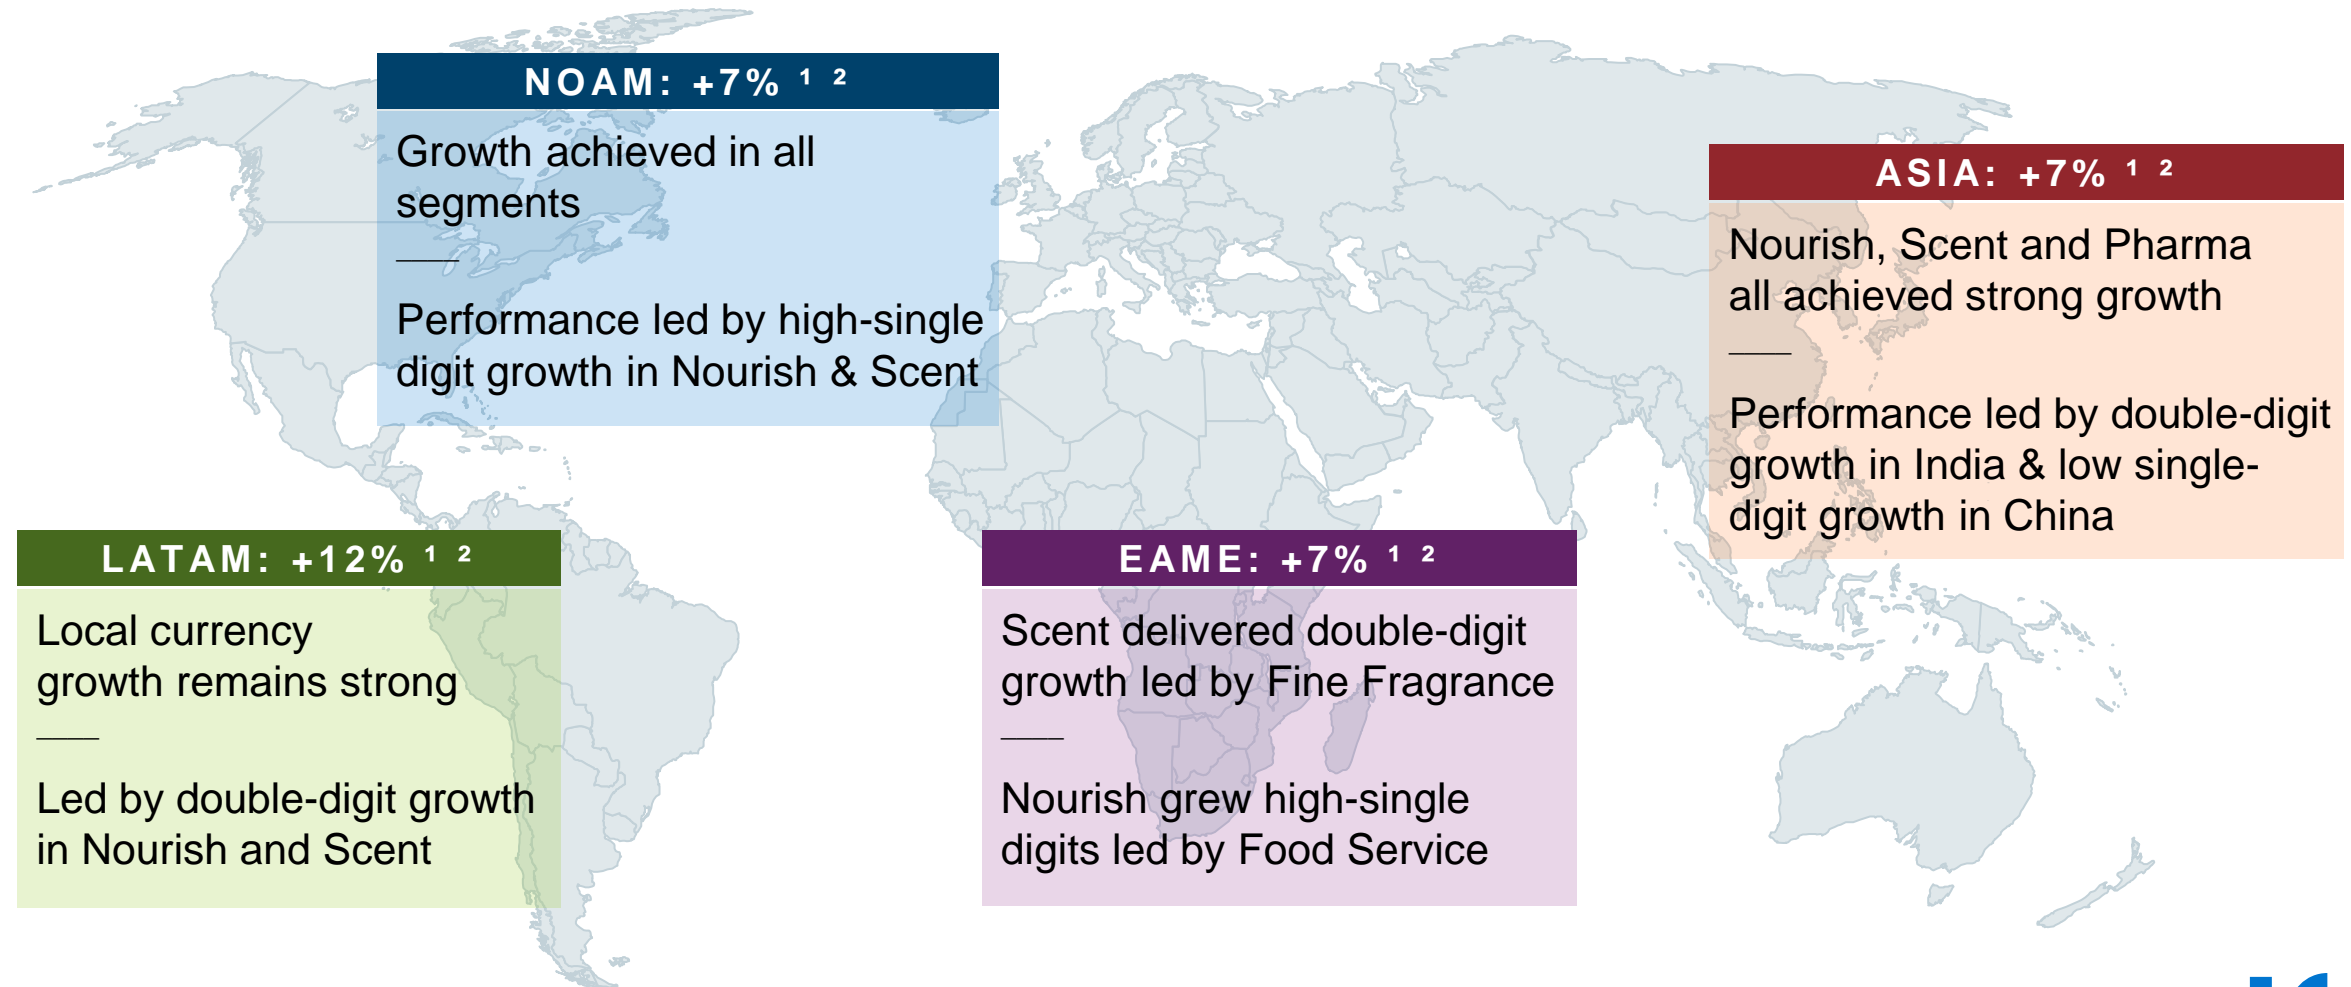 NOAM: +7% ¹ ²
Growth achieved in all
segments
Performance led by high-single
digit growth in Nourish & Scent
ASIA: +7% ¹ ²
Nourish, Scent and Pharma
all achieved strong growth
Performance led by double-digit
growth in India & low single-
digit growth in China
LATAM: +12% ¹ ²
Local currency
growth remains strong
Led by double-digit growth
in Nourish and Scent
EAME: +7% ¹ ²
Scent delivered double-digit
growth led by Fine Fragrance
Nourish grew high-single
digits led by Food Service